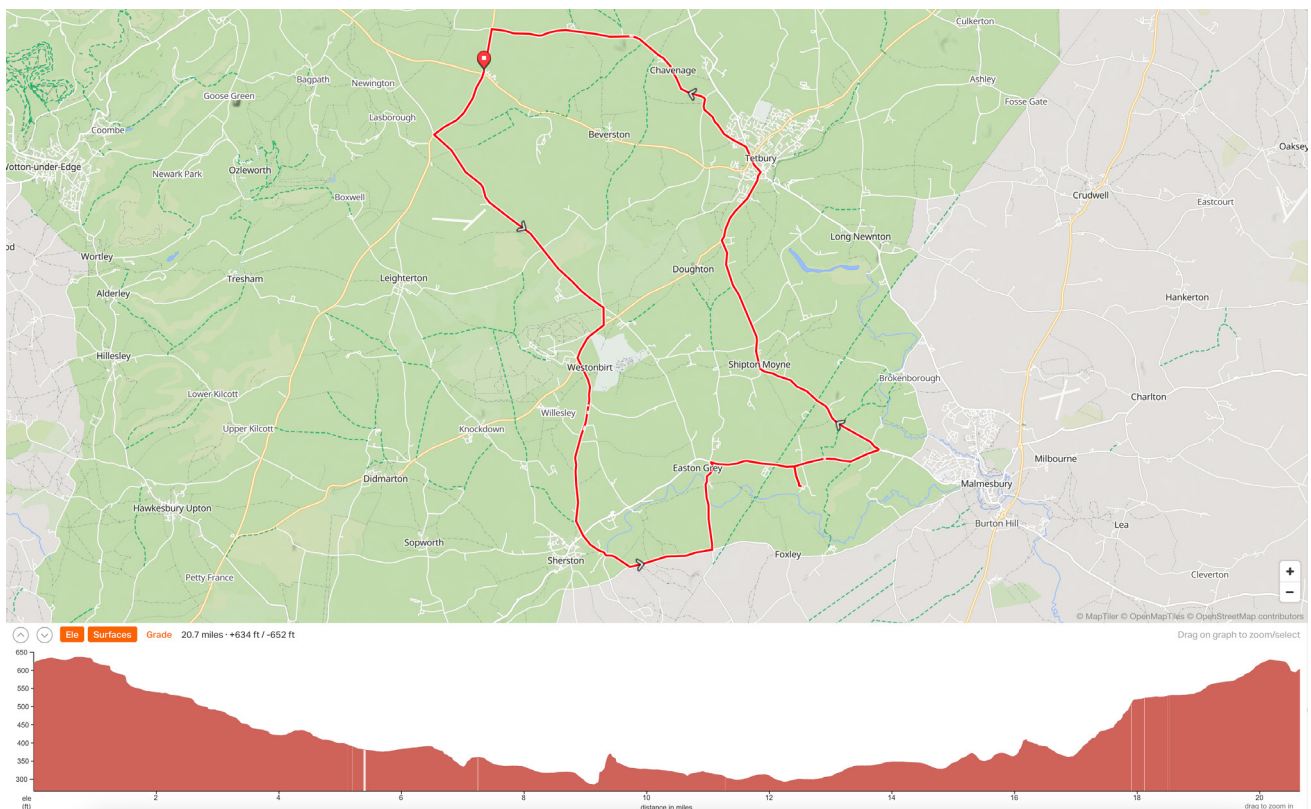 Culkerton
Chavenage
Bagpath
Newington
Ashley
Goose Green
Fosse Gate
Lasborough
Coombe
Beverston
Oaksey
Wotton-under-Edge
Tetbury
Newark Park
Ozleworth
Boxwell
Crudwell
Eastcourt
Long Newnton
Wortley
Doughton
Tresham
Leighterton
Alderley
Hankerton
Hillesley
Westonbirt
Shipton Moyne
Brokenborough
Lower Kilcott
Charlton
Willesley
Upper Kilcott
Knockdown
Easton Grey
Milbourne
Didmarton
Malmesbury
Hawkesbury Upton
Burton Hill
Lea
Sopworth
Sherston
Foxley
Petty France
Cleverton
+
−
© MapTiler © OpenMapTiles © OpenStreetMap contributors
Ele Surfaces Grade 20.7 miles · +634 ft / -652 ft Drag on graph to zoom/select
650
600
550
500
450
400
350
300
ele
(ft)
2 4 6 8 10 12 14 16 18 20
distance in miles
drag to zoom in